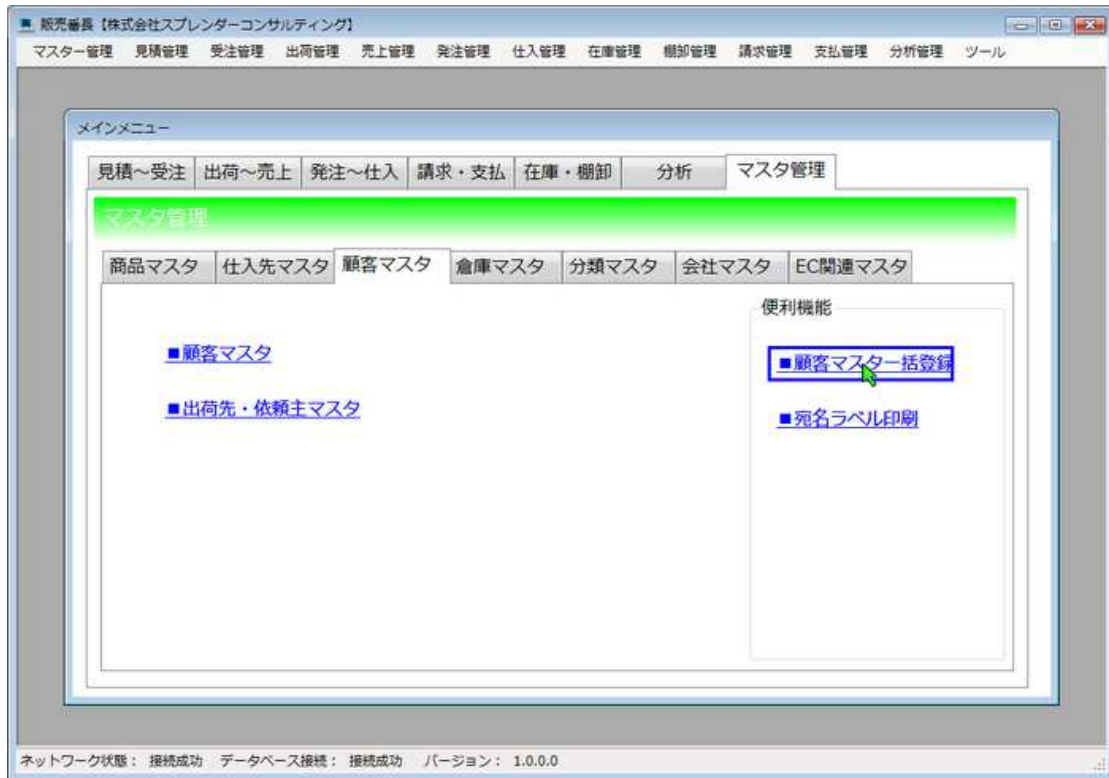 販売番長【株式会社スプレンダーコンサルティング】
マスター管理 見積管理 受注管理 出荷管理 売上管理 発注管理 仕入管理 在庫管理 棚卸管理 請求管理 支払管理 分析管理 ツール
メインメニュー
見積～受注 出荷～売上 発注～仕入 請求・支払 在庫・棚卸 分析 マスタ管理
マスタ管理
商品マスタ 仕入先マスタ 顧客マスタ 倉庫マスタ 分類マスタ 会社マスタ EC関連マスタ
便利機能
■顧客マスタ
■顧客マスタ一括登録
■出荷先・依頼主マスタ
■宛名ラベル印刷
ネットワーク状態： 接続成功 データベース接続： 接続成功 バージョン： 1.0.0.0